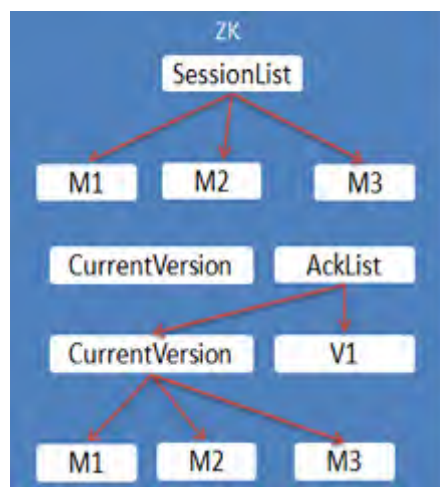 ZK
SessionList
M1 M2 M3
CurrentVersion AckList
CurrentVersion V1
M1 M2 M3